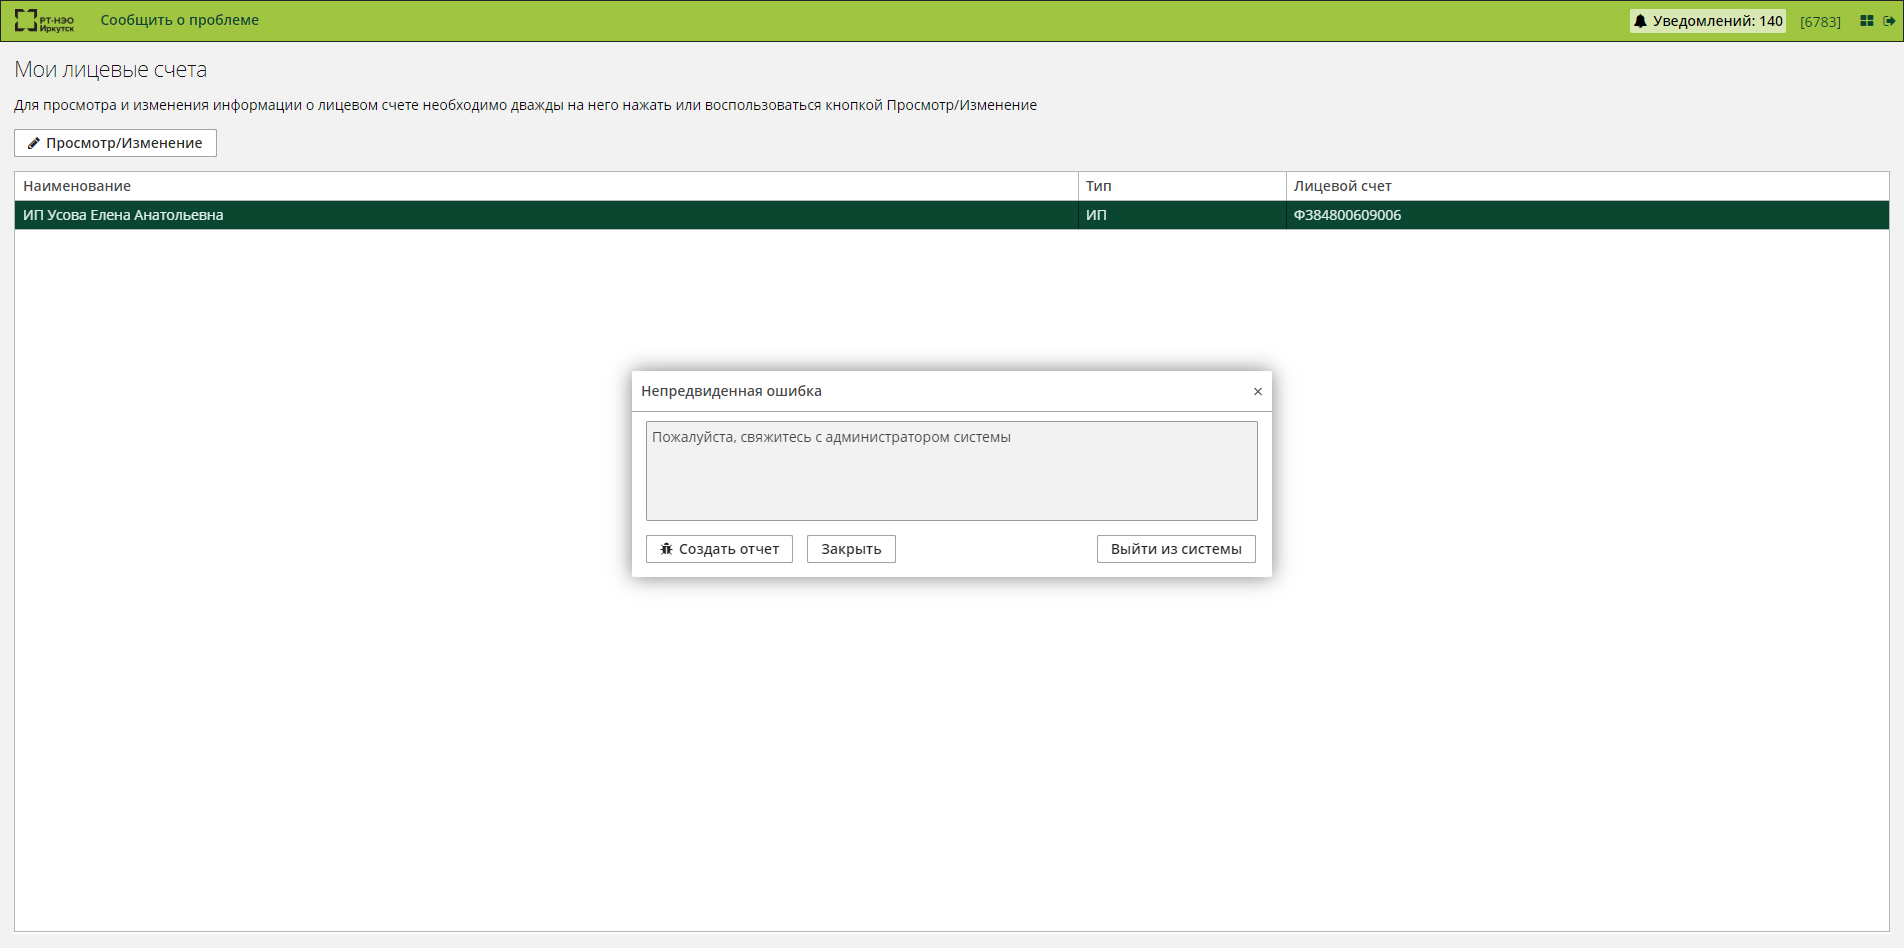 РТ-НЭО
Иркутск
Сообщить о проблеме
Уведомлений: 140
[6783]
Мои лицевые счета
Для просмотра и изменения информации о лицевом счете необходимо дважды на него нажать или воспользоваться кнопкой Просмотр/Изменение
Просмотр/Изменение
Наименование Тип Лицевой счет
ИП Усова Елена Анатольевна ИП Ф384800609006
Непредвиденная ошибка ×
Пожалуйста, свяжитесь с администратором системы
Создать отчет Закрыть Выйти из системы